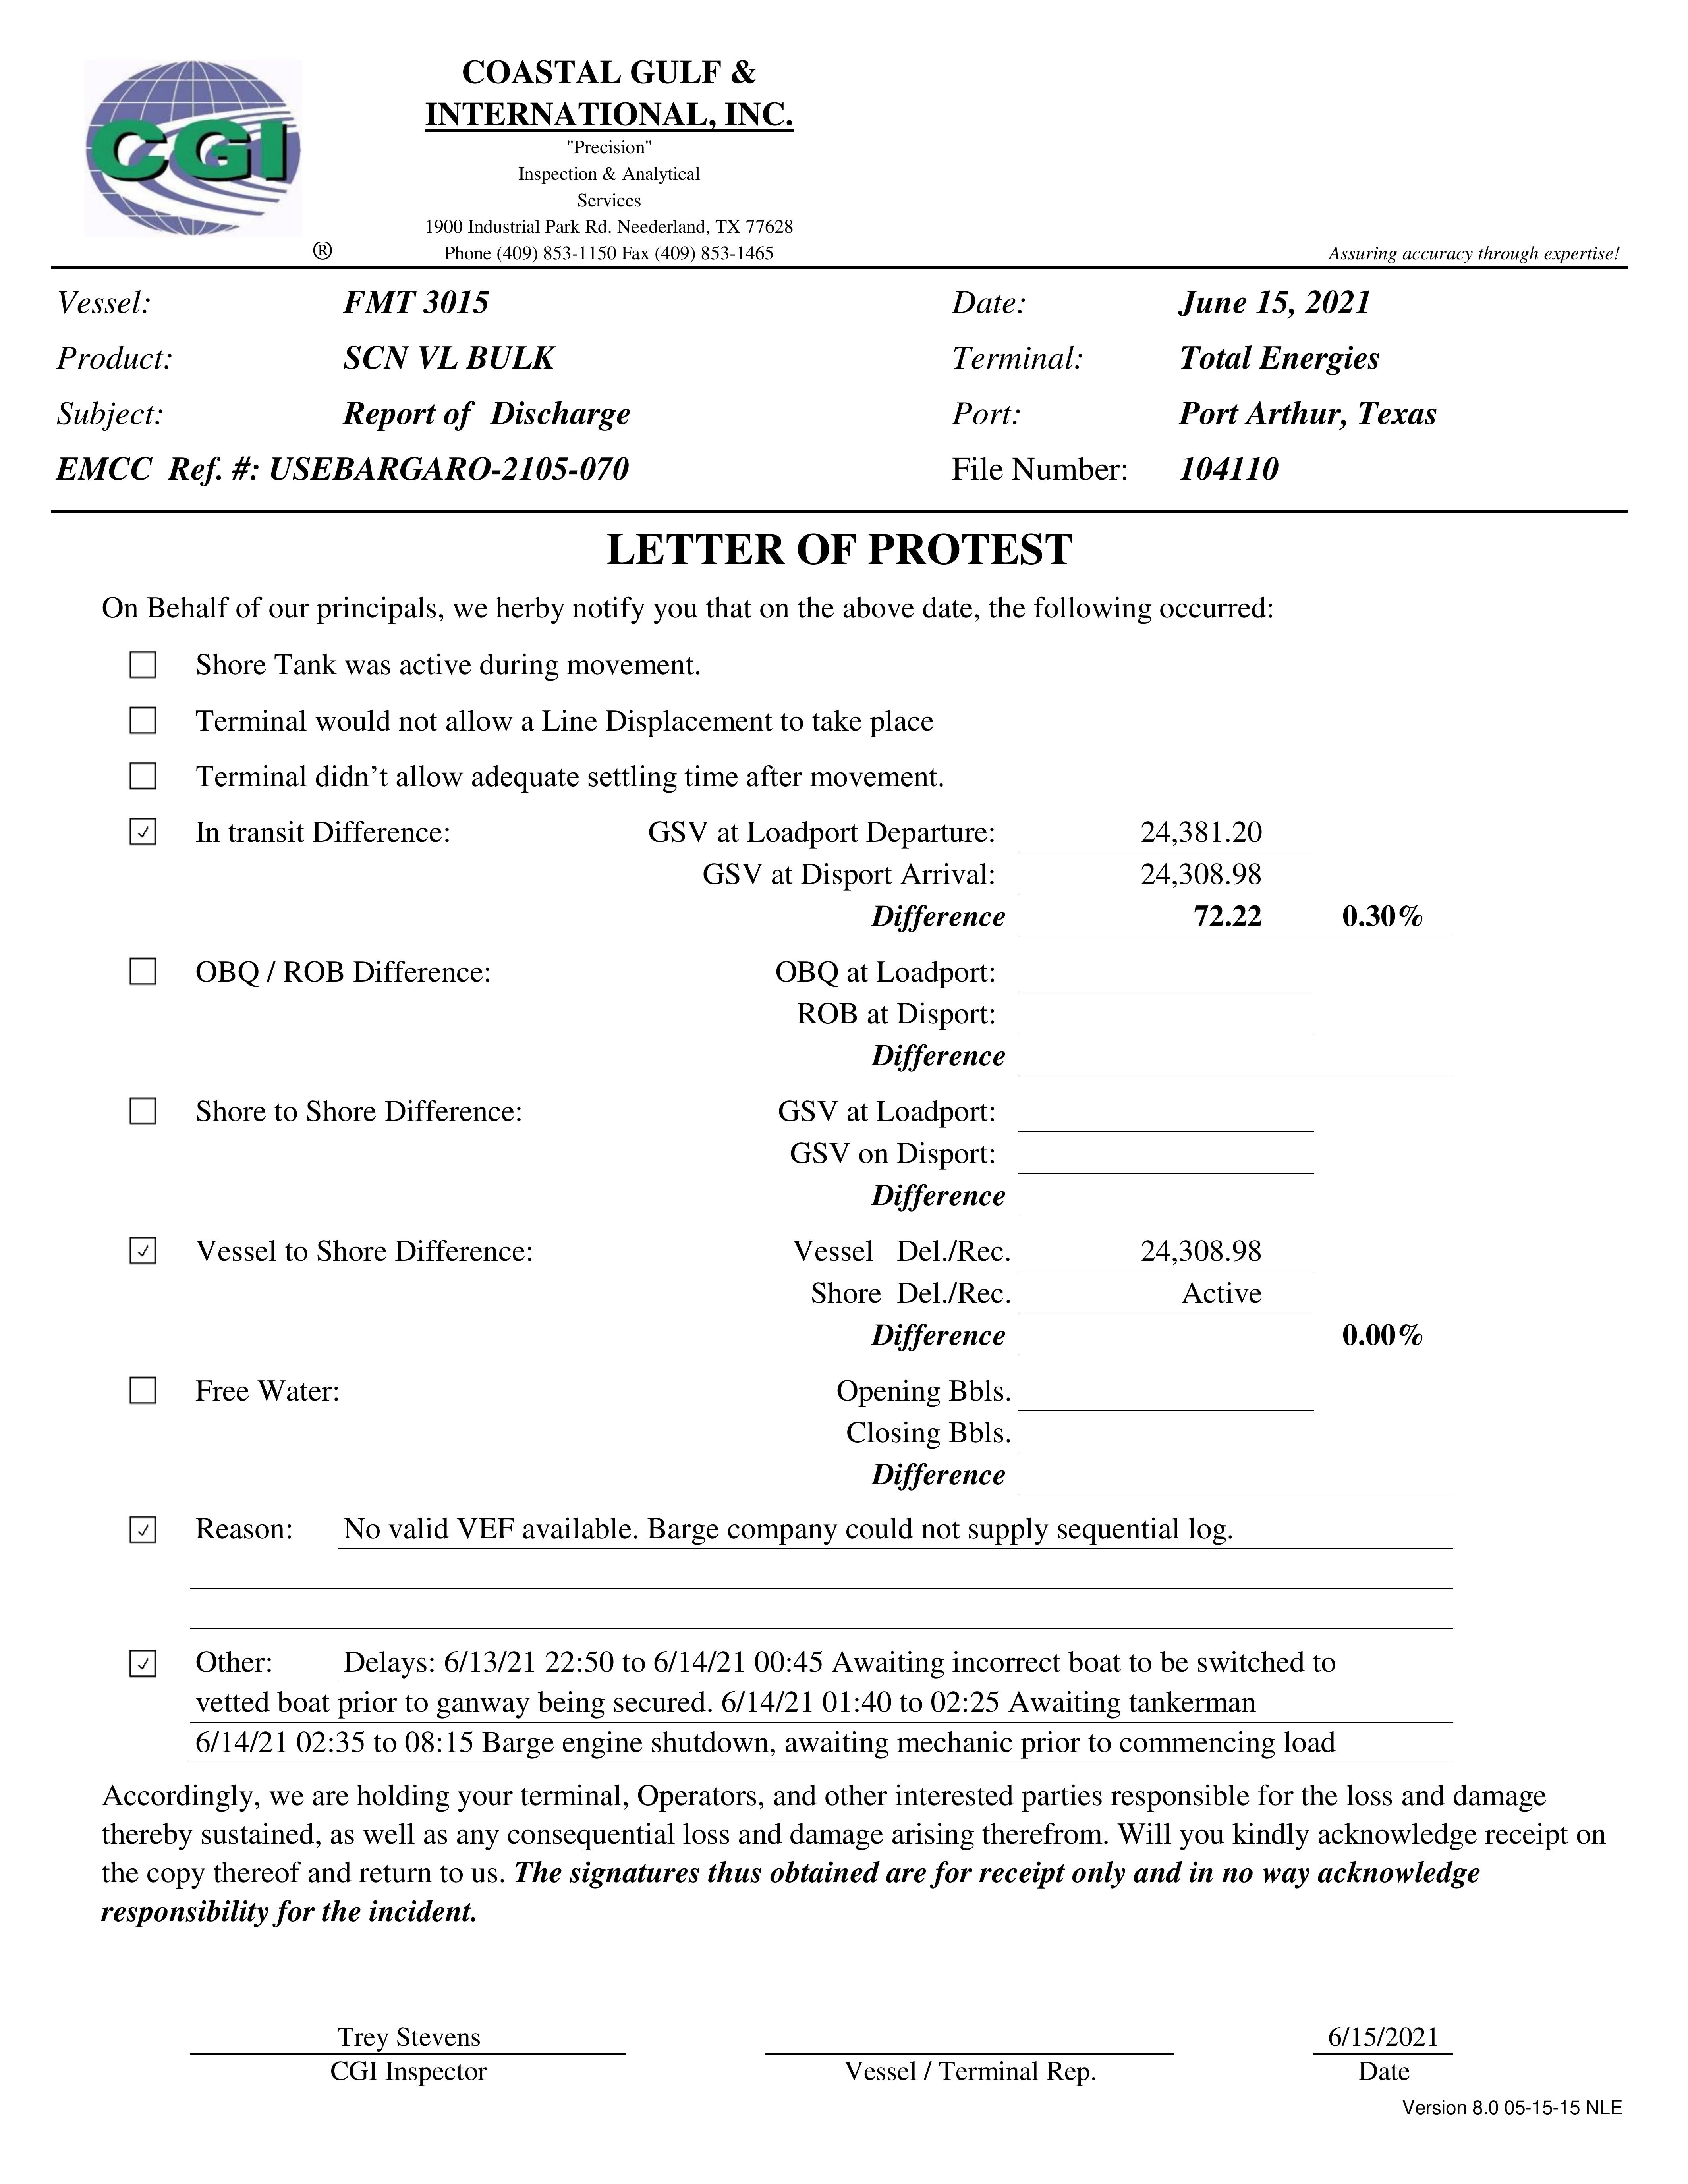 COASTAL GULF &
INTERNATIONAL, INC.
"Precision"
Inspection & Analytical
Services
1900 Industrial Park Rd. Neederland, TX 77628
Phone (409) 853-1150 Fax (409) 853-1465
CGI
®
Assuring accuracy through expertise!
Vessel: FMT 3015 Date: June 15, 2021
Product: SCN VL BULK Terminal: Total Energies
Subject: Report of Discharge Port: Port Arthur, Texas
EMCC Ref. #: USEBARGARO-2105-070 File Number: 104110
LETTER OF PROTEST
On Behalf of our principals, we herby notify you that on the above date, the following occurred:
Shore Tank was active during movement.
Terminal would not allow a Line Displacement to take place
Terminal didn’t allow adequate settling time after movement.
In transit Difference: GSV at Loadport Departure: 24,381.20
GSV at Disport Arrival: 24,308.98
Difference 72.22 0.30%
OBQ / ROB Difference: OBQ at Loadport:
ROB at Disport:
Difference
Shore to Shore Difference: GSV at Loadport:
GSV on Disport:
Difference
Vessel to Shore Difference: Vessel Del./Rec. 24,308.98
Shore Del./Rec. Active
Difference 0.00%
Free Water: Opening Bbls.
Closing Bbls.
Difference
Reason: No valid VEF available. Barge company could not supply sequential log.
Other: Delays: 6/13/21 22:50 to 6/14/21 00:45 Awaiting incorrect boat to be switched to
vetted boat prior to ganway being secured. 6/14/21 01:40 to 02:25 Awaiting tankerman
6/14/21 02:35 to 08:15 Barge engine shutdown, awaiting mechanic prior to commencing load
Accordingly, we are holding your terminal, Operators, and other interested parties responsible for the loss and damage
thereby sustained, as well as any consequential loss and damage arising therefrom. Will you kindly acknowledge receipt on
the copy thereof and return to us. The signatures thus obtained are for receipt only and in no way acknowledge
responsibility for the incident.
Trey Stevens 6/15/2021
CGI Inspector Vessel / Terminal Rep. Date
Version 8.0 05-15-15 NLE